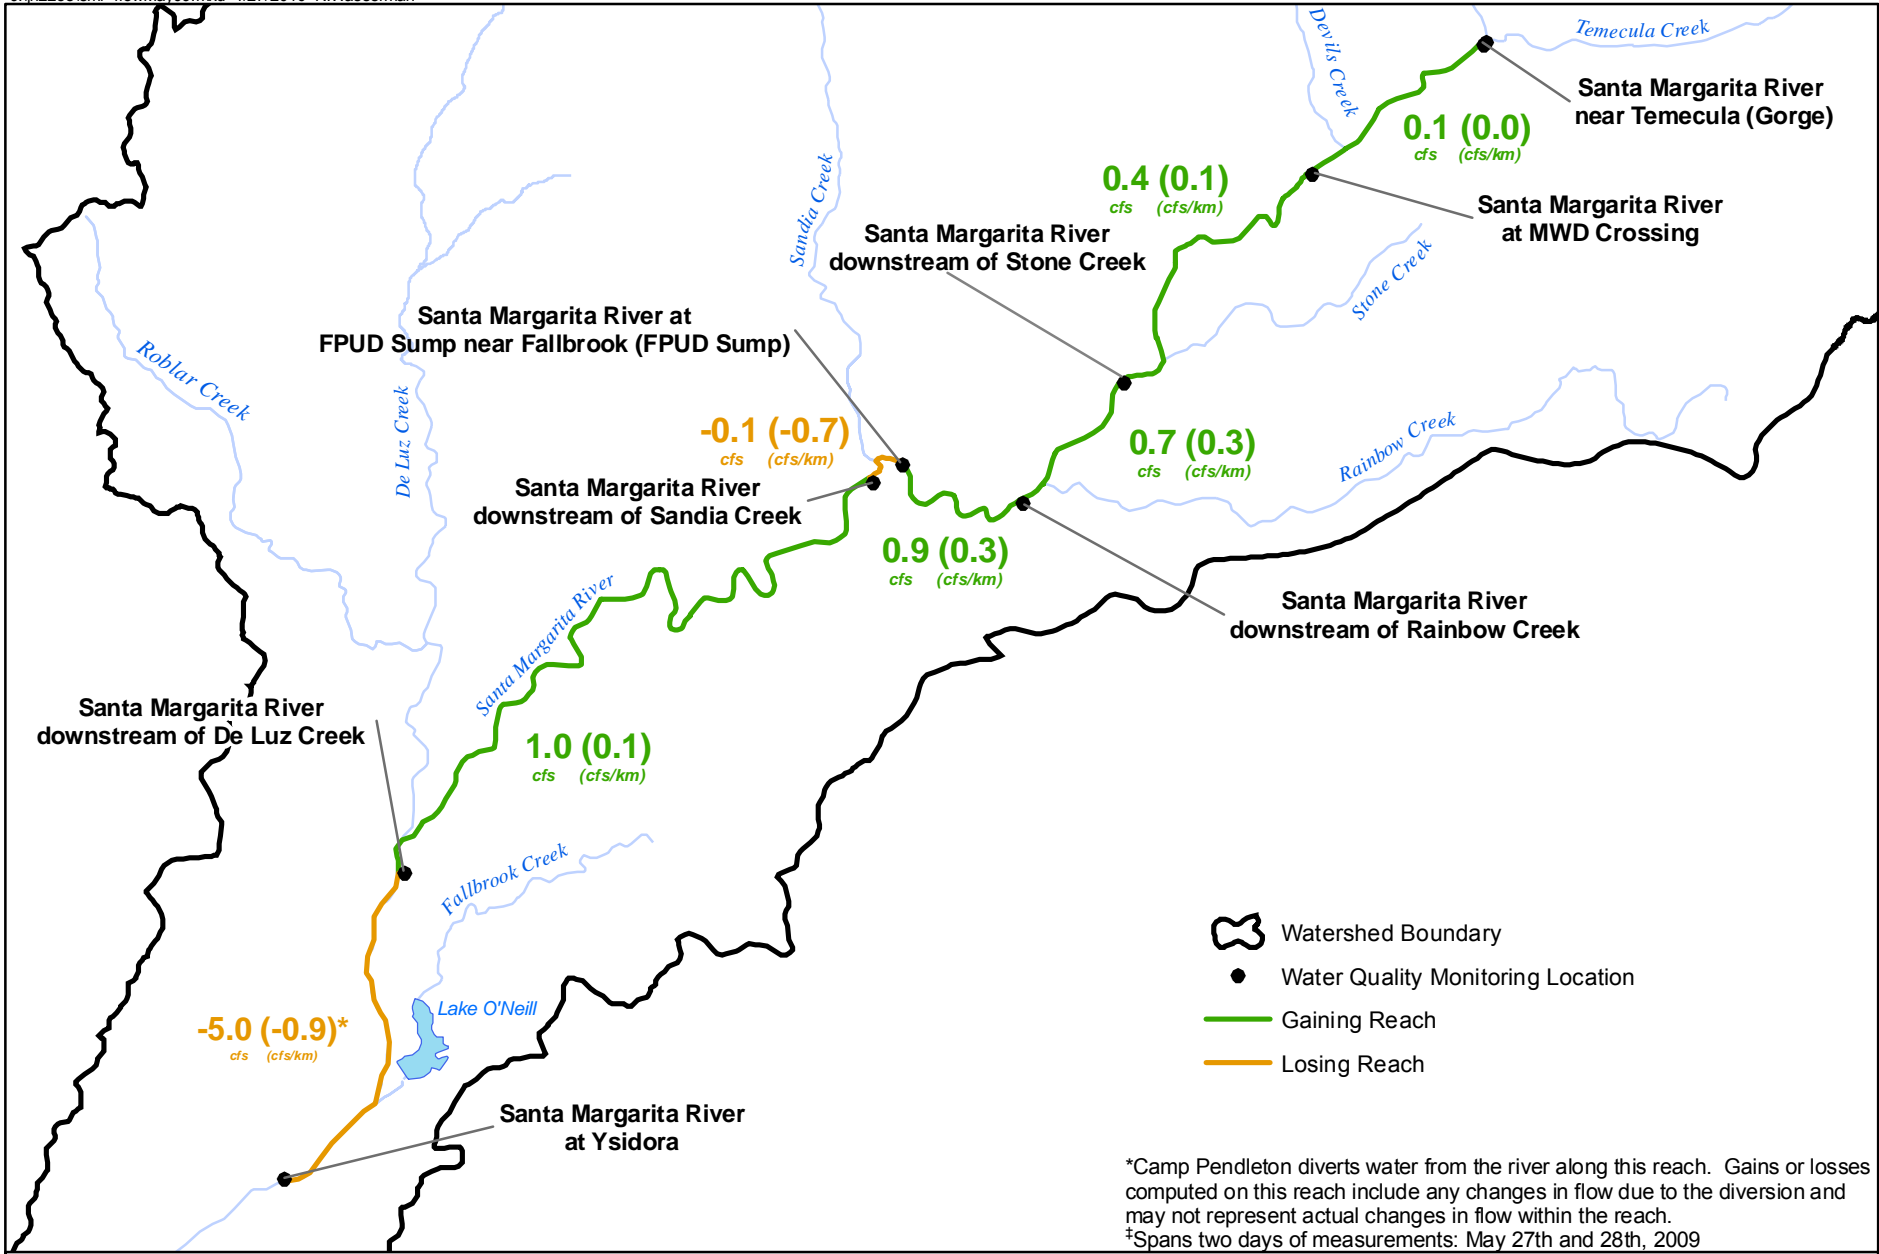 Temecula Creek
Devils Creek
Santa Margarita River
near Temecula (Gorge)
0.1 (0.0)
cfs (cfs/km)
0.4 (0.1)
cfs (cfs/km)
Santa Margarita River
at MWD Crossing
Sandia Creek
Santa Margarita River
downstream of Stone Creek
Stone Creek
Santa Margarita River at
FPUD Sump near Fallbrook (FPUD Sump)
Roblar Creek
De Luz Creek
-0.1 (-0.7)
cfs (cfs/km)
0.7 (0.3)
cfs (cfs/km)
Rainbow Creek
Santa Margarita River
downstream of Sandia Creek
0.9 (0.3)
cfs (cfs/km)
Santa Margarita River
downstream of Rainbow Creek
Santa Margarita River
Santa Margarita River
downstream of De Luz Creek
1.0 (0.1)
cfs (cfs/km)
Fallbrook Creek
Lake O'Neill
-5.0 (-0.9)*
cfs (cfs/km)
Santa Margarita River
at Ysidora
Watershed Boundary
Water Quality Monitoring Location
Gaining Reach
Losing Reach
*Camp Pendleton diverts water from the river along this reach. Gains or losses
computed on this reach include any changes in flow due to the diversion and
may not represent actual changes in flow within the reach.
‡Spans two days of measurements: May 27th and 28th, 2009